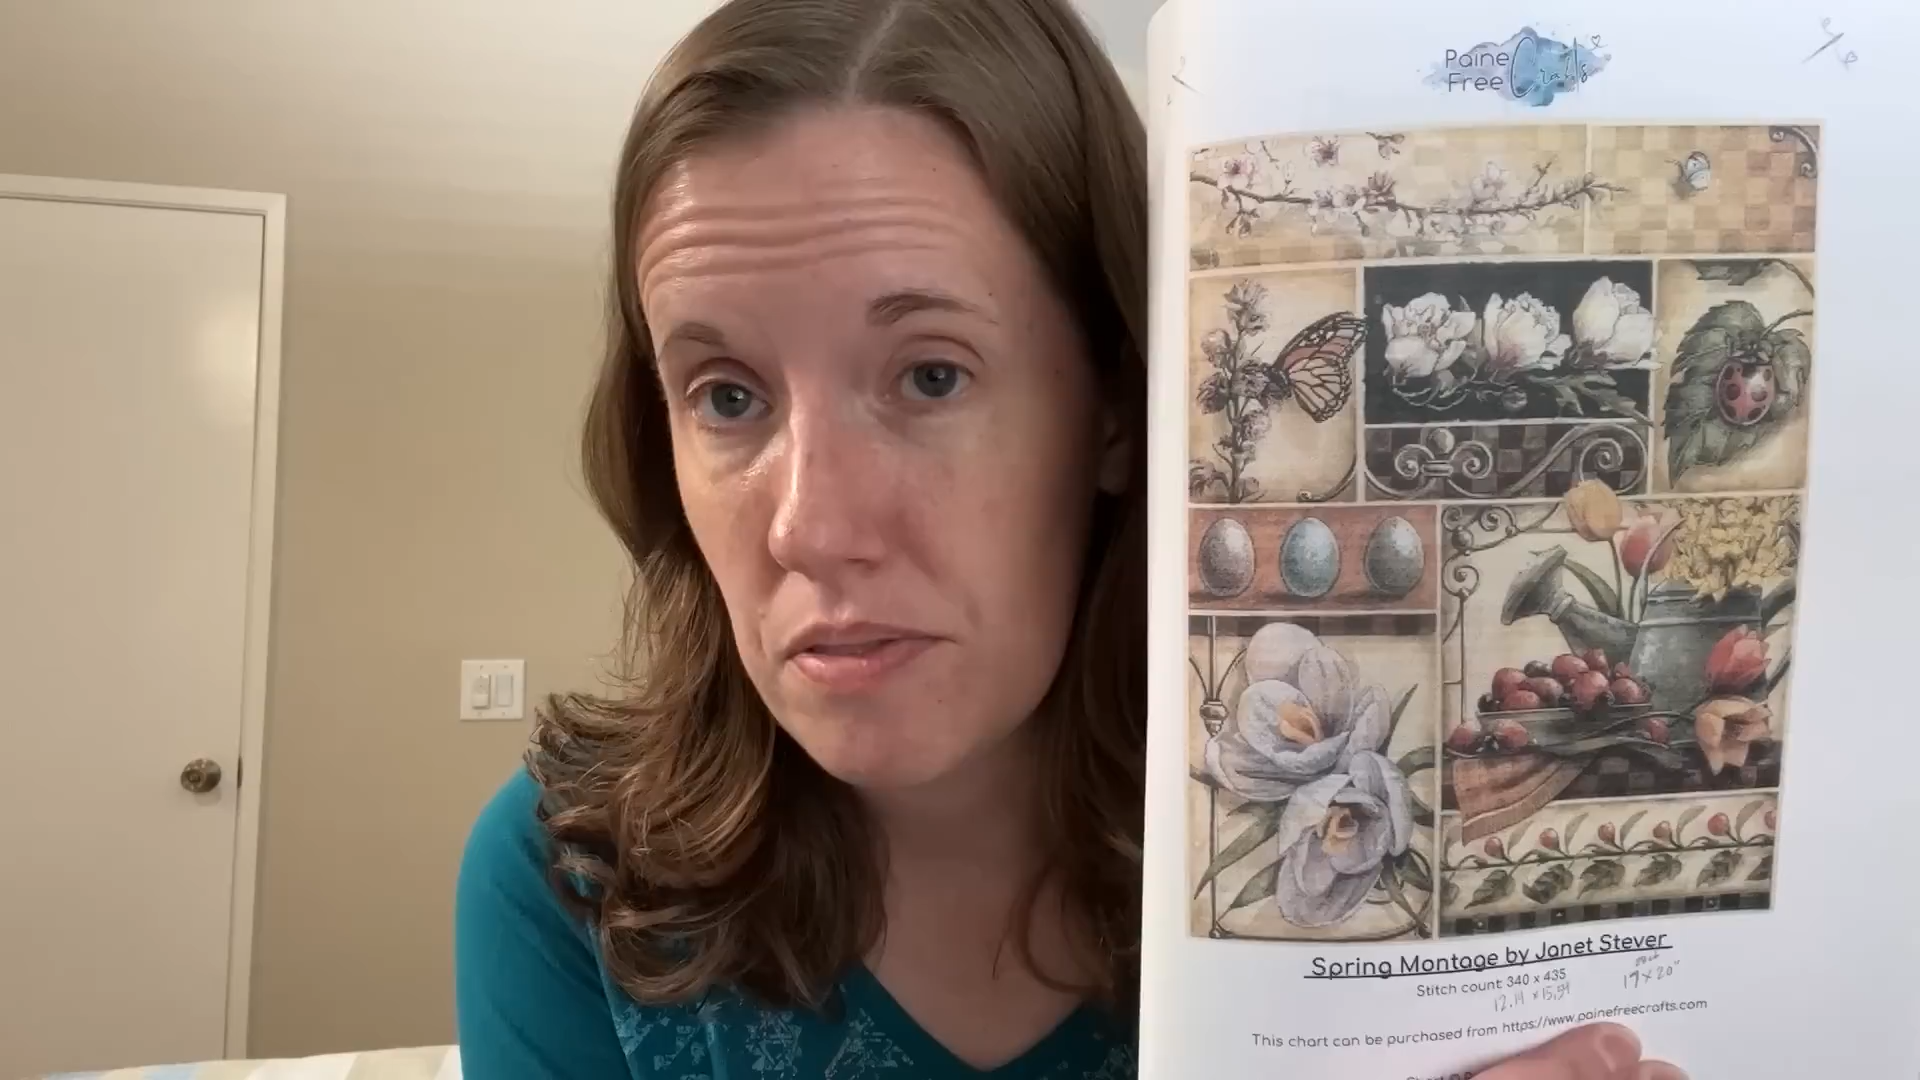 Paine
Free Crafts
Spring Montage by Janet Stever
Stitch count 340 x 435
12.14 x 15.54
17 x 20"
This chart can be purchased from https://www.painefreecrafts.com